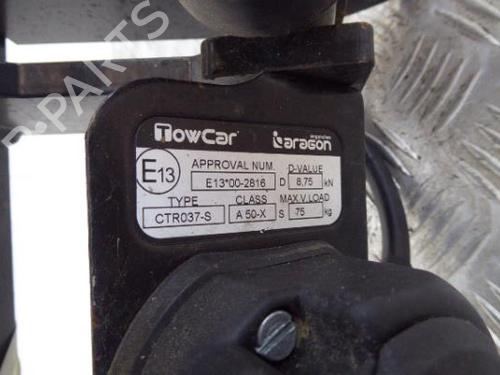 TowCar enganches aragon
E13 APPROVAL NUM. D-VALUE
E13*00-2816 D 8,75 kN
TYPE CLASS MAX.V.LOAD
CTR037-S A 50-X S 75 kg
B-PARTS